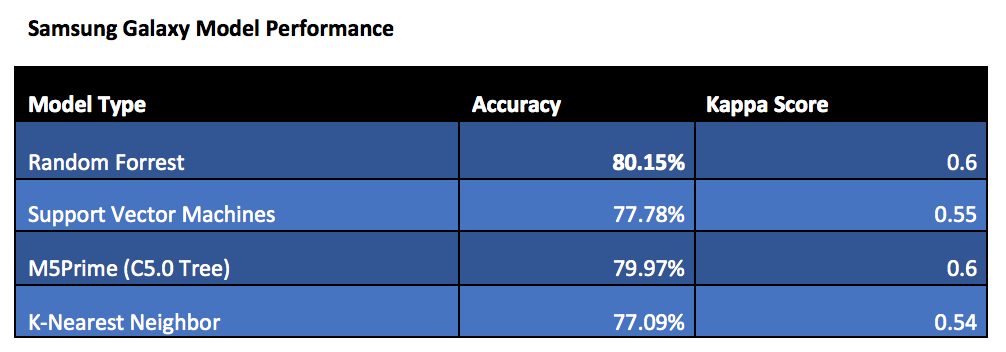 Samsung Galaxy Model Performance
Model Type Accuracy Kappa Score
Random Forrest 80.15% 0.6
Support Vector Machines 77.78% 0.55
M5Prime (C5.0 Tree) 79.97% 0.6
K-Nearest Neighbor 77.09% 0.54